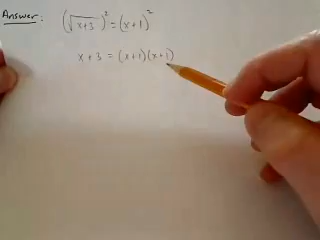 Answer: (√x+3)² = (x+1)²
x + 3 = (x+1)(x+1)